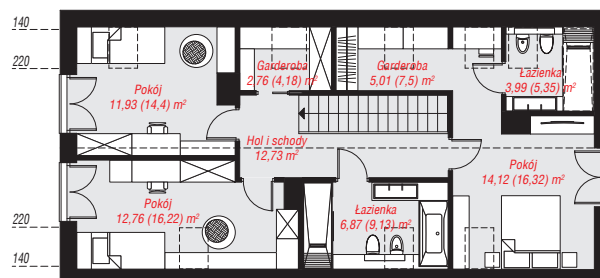 140
220
Pokój
11,93 (14,4) m²
Garderoba
2,76 (4,18) m²
Garderoba
5,01 (7,5) m²
Łazienka
3,99 (5,35) m²
Hol i schody
12,73 m²
Pokój
14,12 (16,32) m²
Pokój
12,76 (16,22) m²
Łazienka
6,87 (9,13) m²
220
140